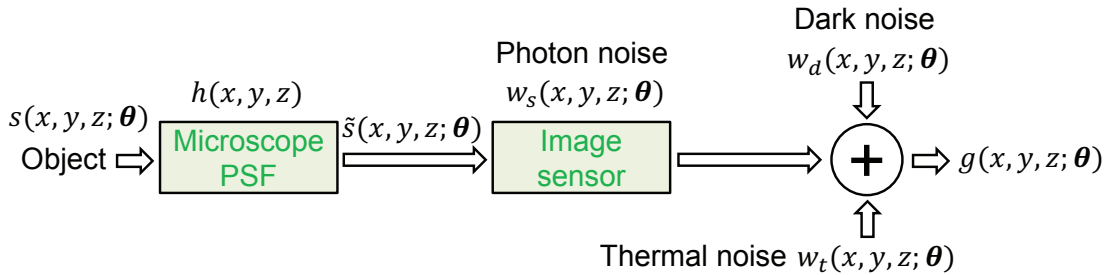 Dark noise
w_d(x, y, z; θ)
Photon noise
w_s(x, y, z; θ)
h(x, y, z)
s(x, y, z; θ)
Object
Microscope
PSF
s̃(x, y, z; θ)
Image
sensor
+
g(x, y, z; θ)
Thermal noise w_t(x, y, z; θ)